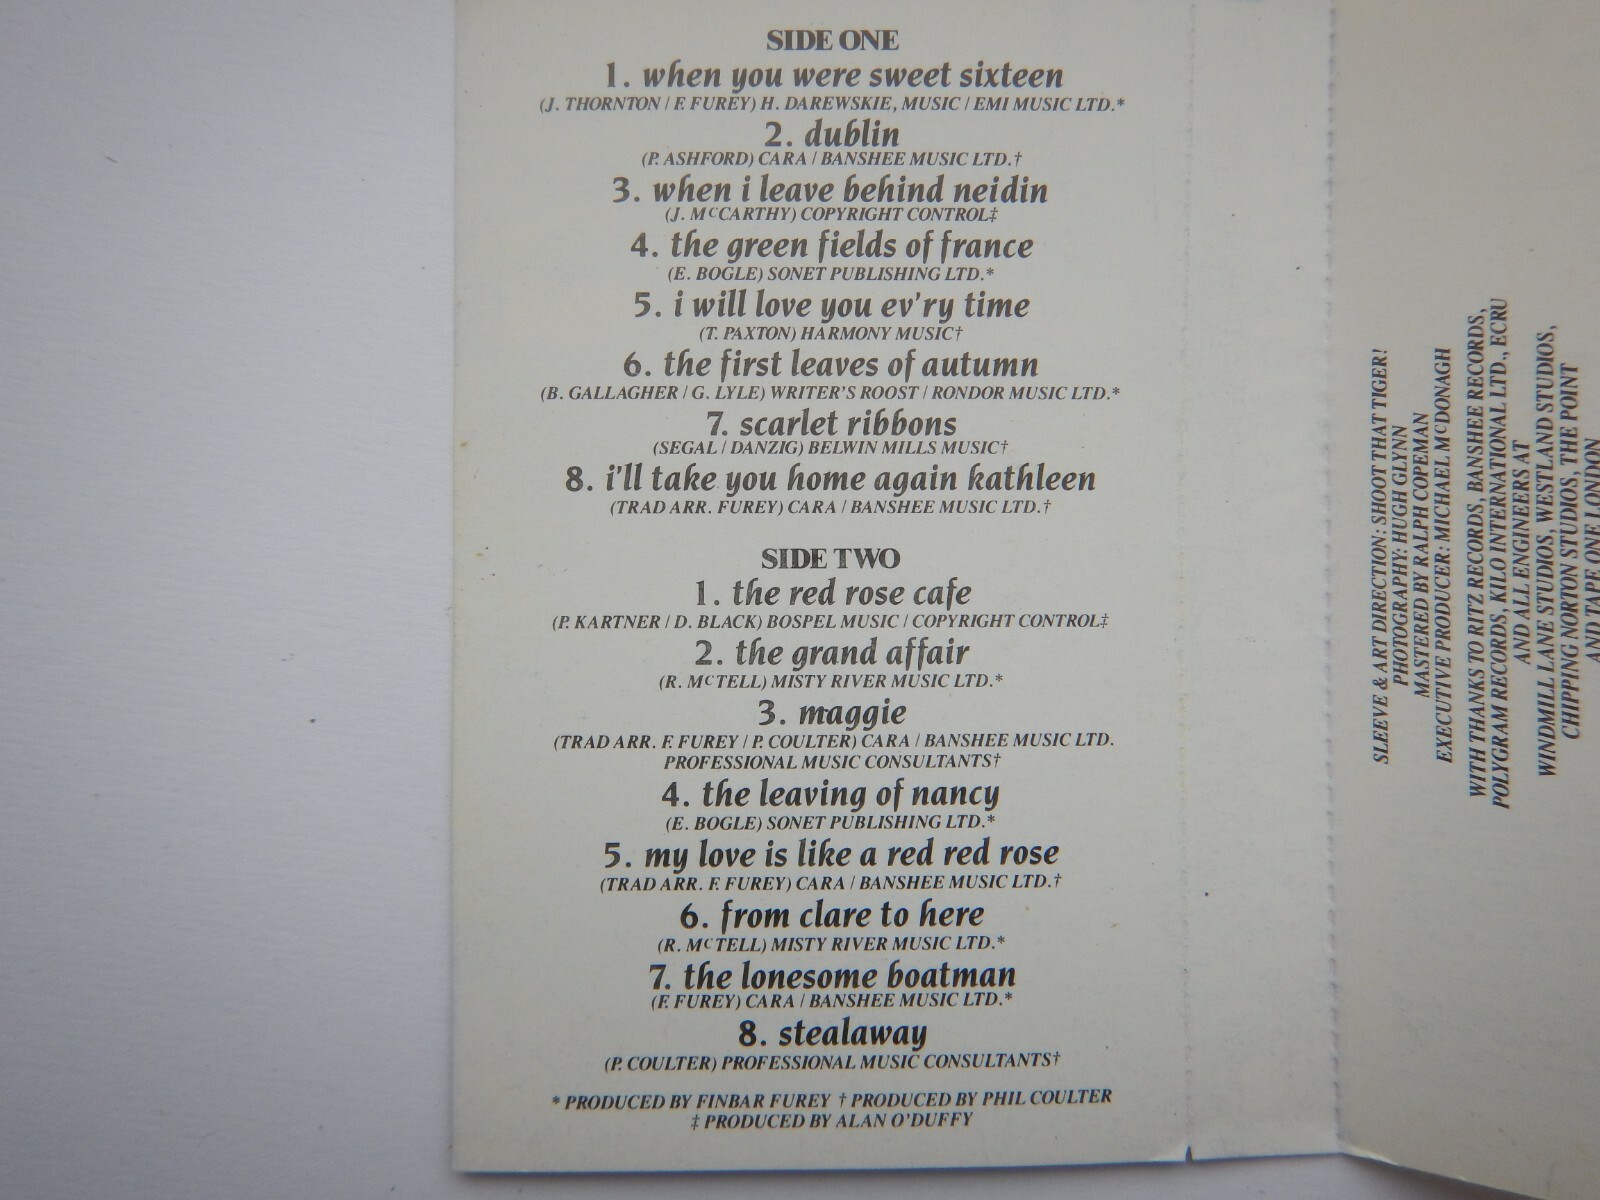 SIDE ONE
1. when you were sweet sixteen
(J. THORNTON / F. FUREY) H. DAREWSKIE, MUSIC / EMI MUSIC LTD.*
2. dublin
(P. ASHFORD) CARA / BANSHEE MUSIC LTD.†
3. when i leave behind neidin
(J. McCARTHY) COPYRIGHT CONTROL‡
4. the green fields of france
(E. BOGLE) SONET PUBLISHING LTD.*
5. i will love you ev'ry time
(T. PAXTON) HARMONY MUSIC†
6. the first leaves of autumn
(B. GALLAGHER / G. LYLE) WRITER'S ROOST / RONDOR MUSIC LTD.*
7. scarlet ribbons
(SEGAL / DANZIG) BELWIN MILLS MUSIC†
8. i'll take you home again kathleen
(TRAD ARR. FUREY) CARA / BANSHEE MUSIC LTD.†
SIDE TWO
1. the red rose cafe
(P. KARTNER / D. BLACK) BOSPEL MUSIC / COPYRIGHT CONTROL‡
2. the grand affair
(R. McTELL) MISTY RIVER MUSIC LTD.*
3. maggie
(TRAD ARR. F. FUREY / P. COULTER) CARA / BANSHEE MUSIC LTD.
PROFESSIONAL MUSIC CONSULTANTS†
4. the leaving of nancy
(E. BOGLE) SONET PUBLISHING LTD.*
5. my love is like a red red rose
(TRAD ARR. F. FUREY) CARA / BANSHEE MUSIC LTD.†
6. from clare to here
(R. McTELL) MISTY RIVER MUSIC LTD.*
7. the lonesome boatman
(F. FUREY) CARA / BANSHEE MUSIC LTD.*
8. stealaway
(P. COULTER) PROFESSIONAL MUSIC CONSULTANTS†
* PRODUCED BY FINBAR FUREY † PRODUCED BY PHIL COULTER
‡ PRODUCED BY ALAN O'DUFFY
SLEEVE & ART DIRECTION: SHOOT THAT TIGER!
PHOTOGRAPHY: HUGH GLYNN
MASTERED BY RALPH COPEMAN
EXECUTIVE PRODUCER: MICHAEL McDONAGH
WITH THANKS TO RITZ RECORDS, BANSHEE RECORDS,
POLYGRAM RECORDS, KILO INTERNATIONAL LTD., ECRU
AND ALL ENGINEERS AT
WINDMILL LANE STUDIOS, WESTLAND STUDIOS,
CHIPPING NORTON STUDIOS, THE POINT
AND TAPE ONE LONDON